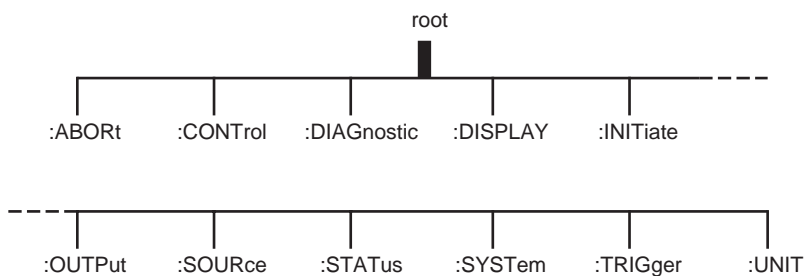 root
:ABORt :CONTrol :DIAGnostic :DISPLAY :INITiate
:OUTPut :SOURce :STATus :SYSTem :TRIGger :UNIT